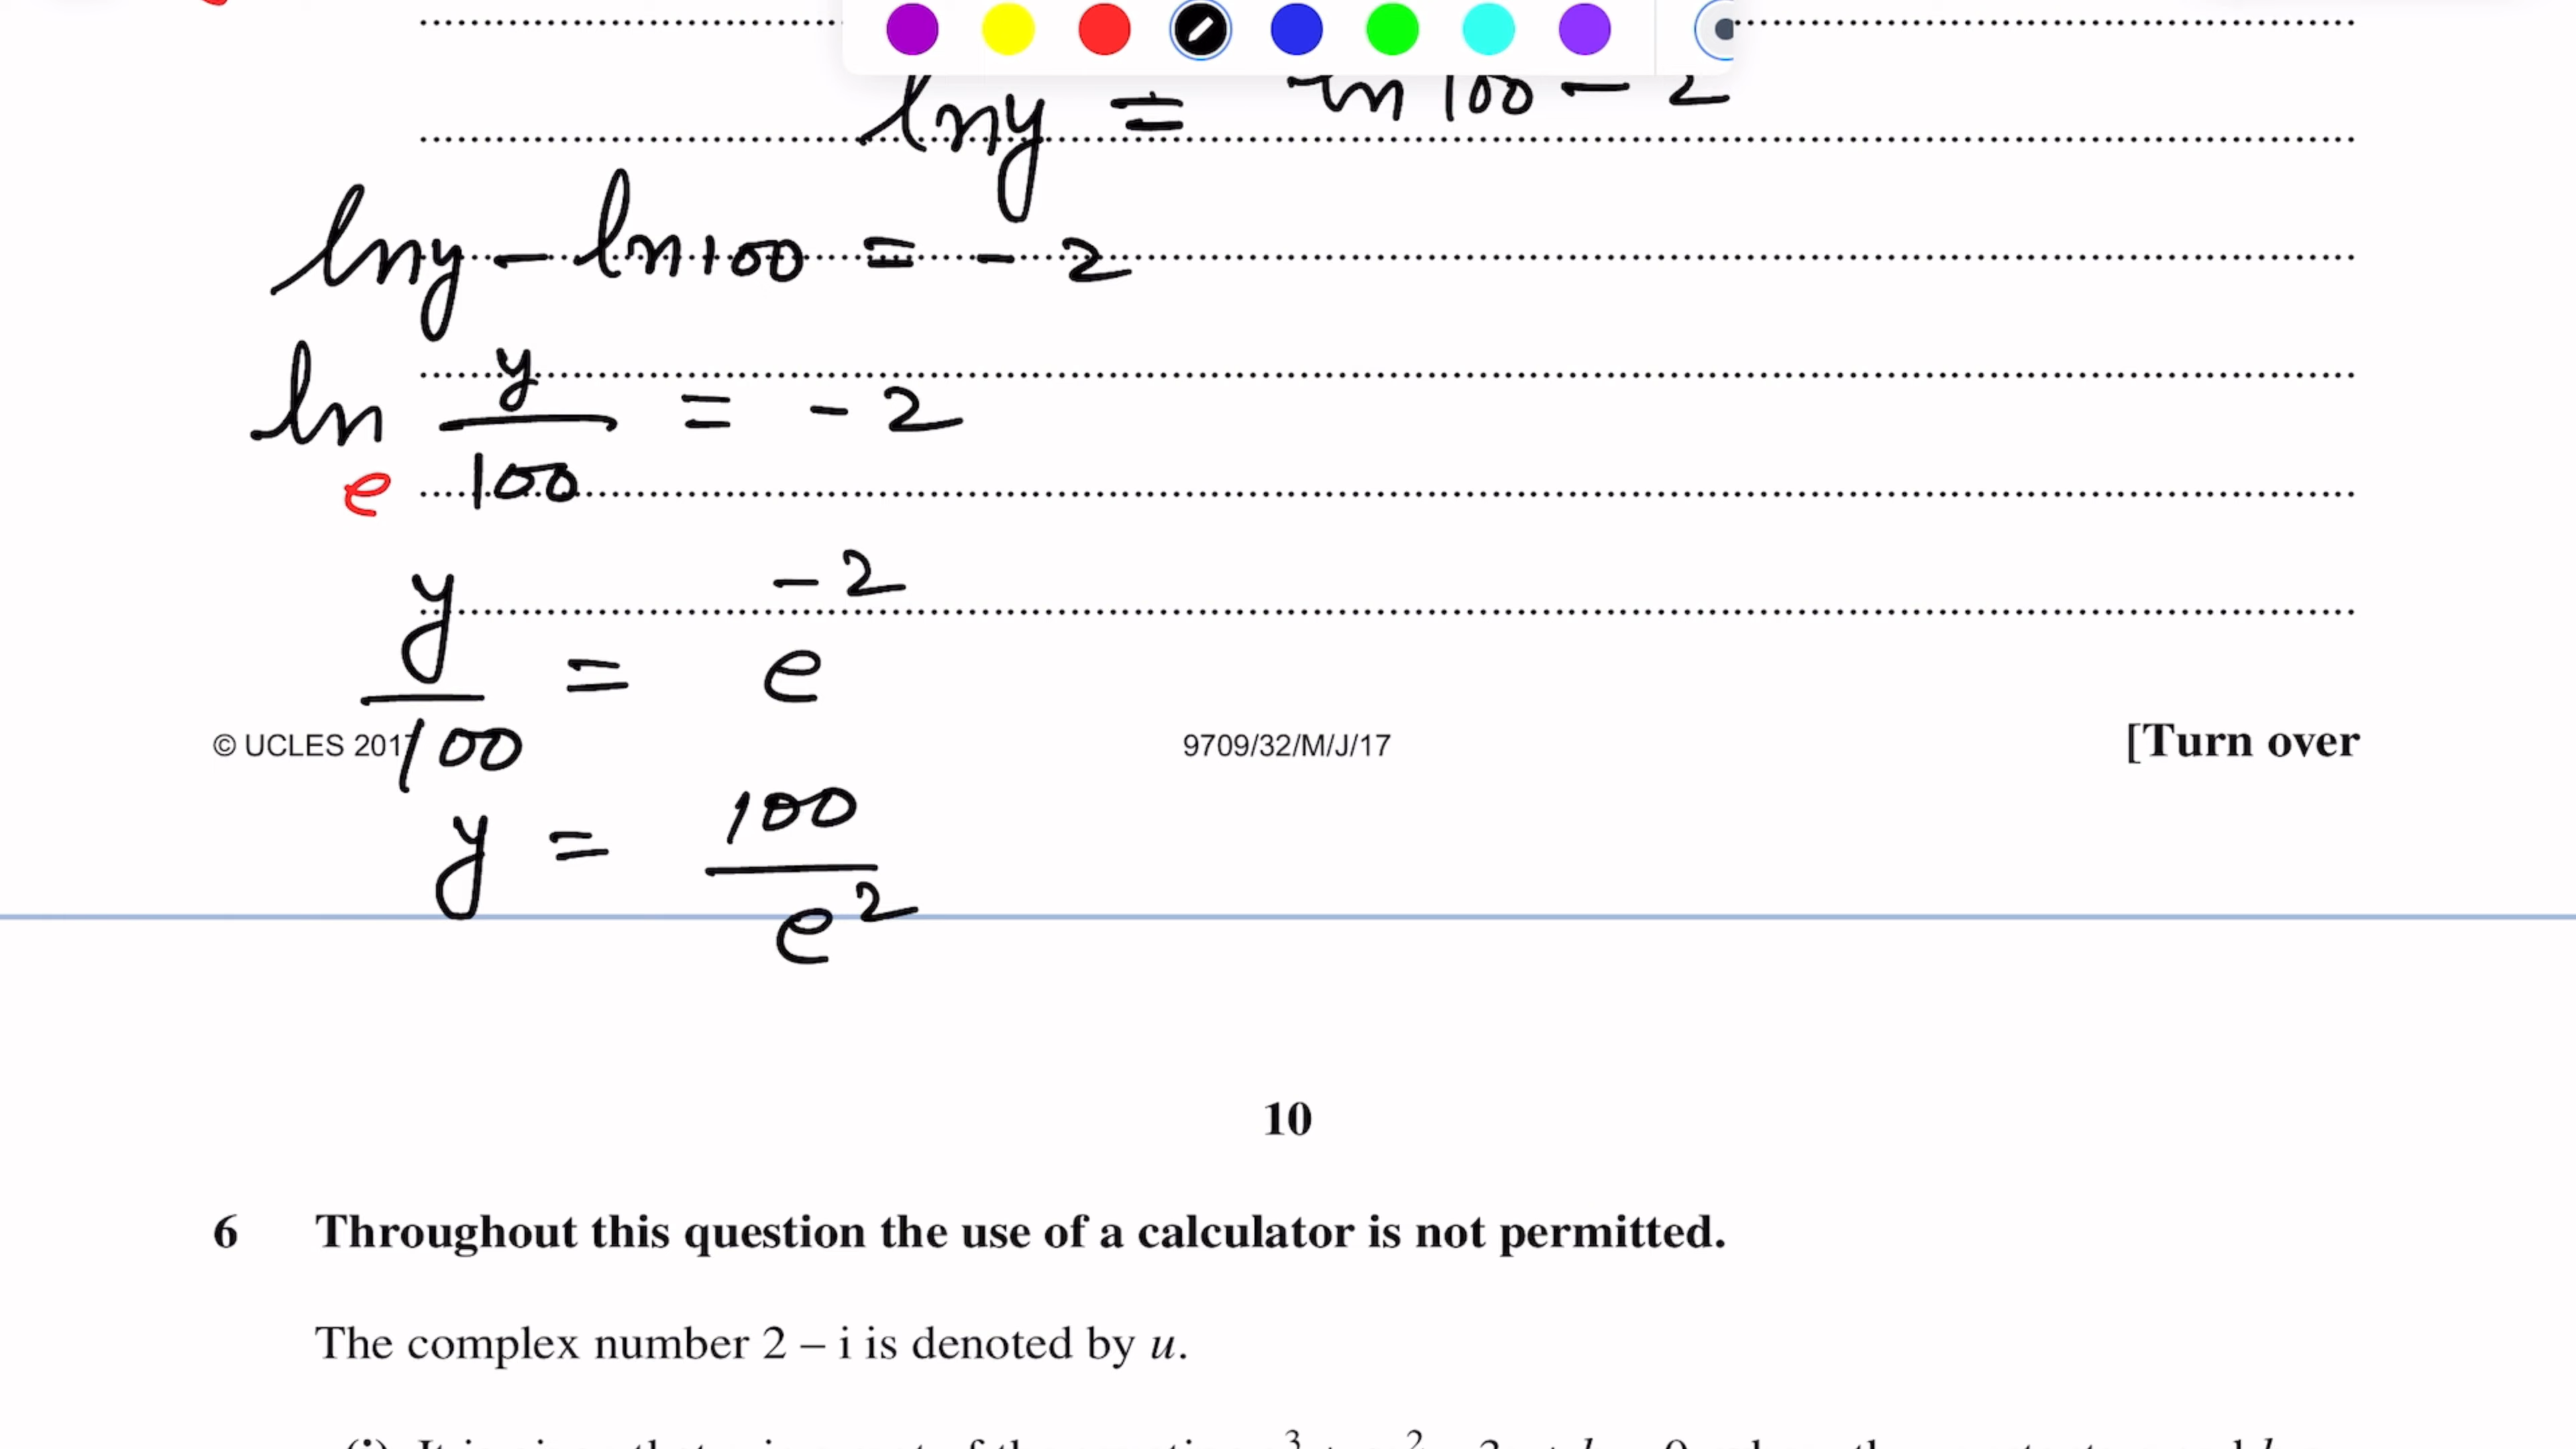 ln y = ln 100 - 2
ln y - ln 100 = - 2
ln y/100 = - 2
e
y/100 = e^-2
© UCLES 2017 9709/32/M/J/17 [Turn over
y = 100/e^2
10
6 Throughout this question the use of a calculator is not permitted.
The complex number 2 – i is denoted by u.